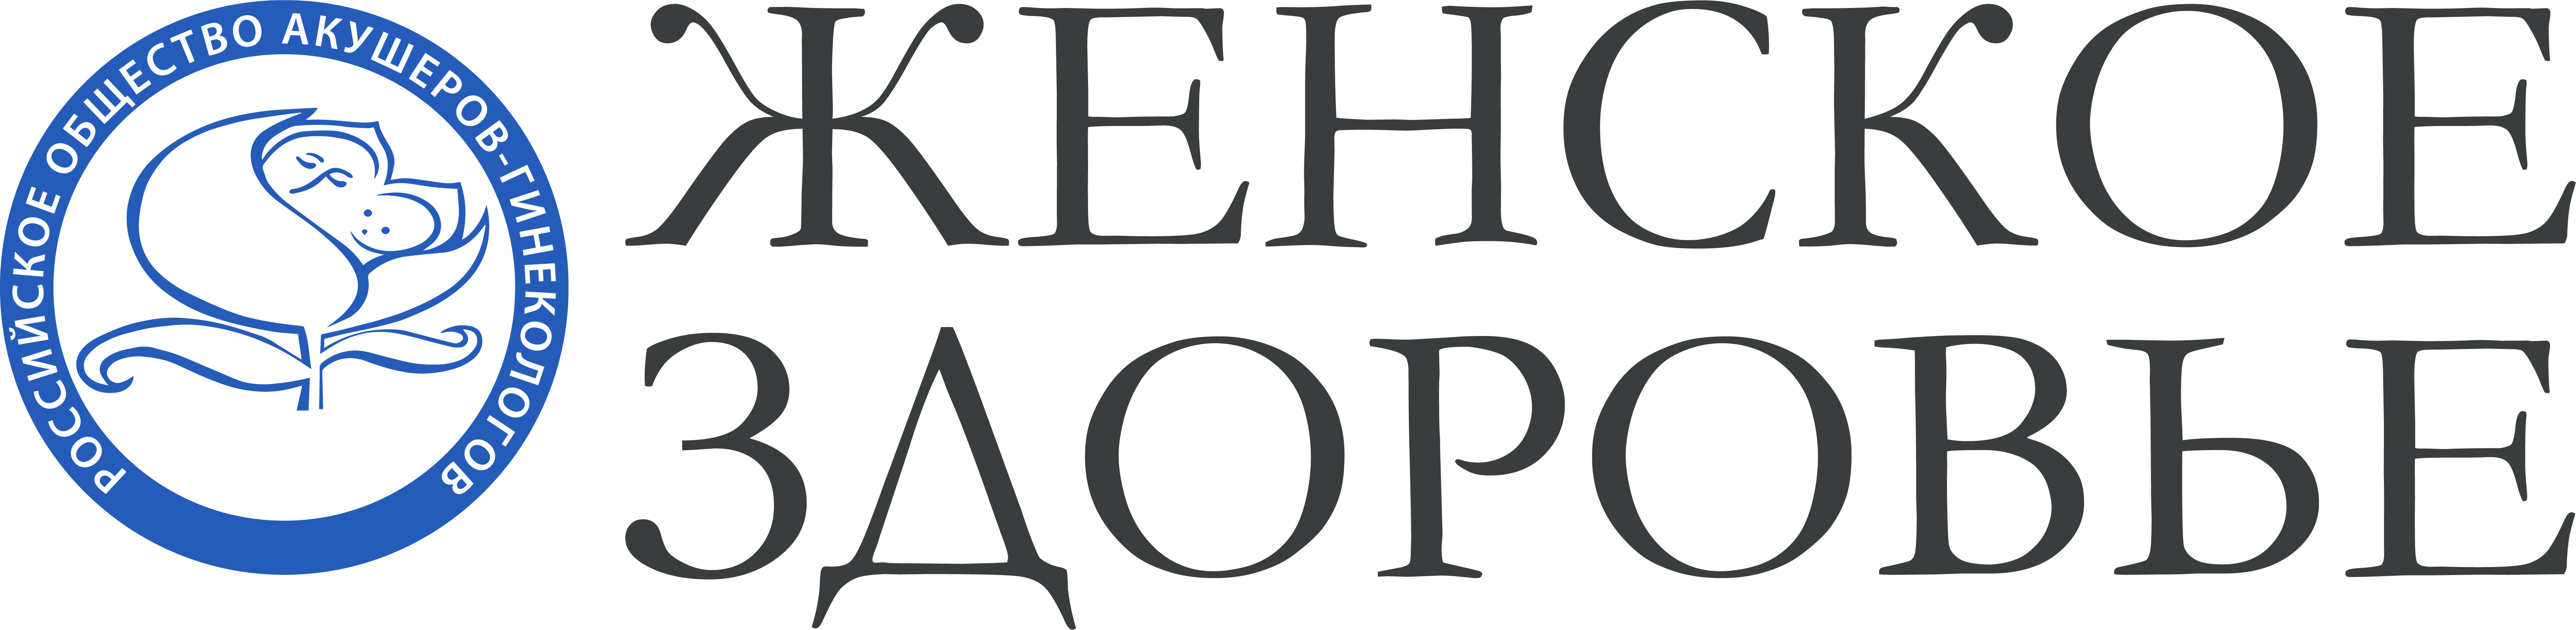 РОССИЙСКОЕ ОБЩЕСТВО АКУШЕРОВ-ГИНЕКОЛОГОВ
ЖЕНСКОЕ
ЗДОРОВЬЕ